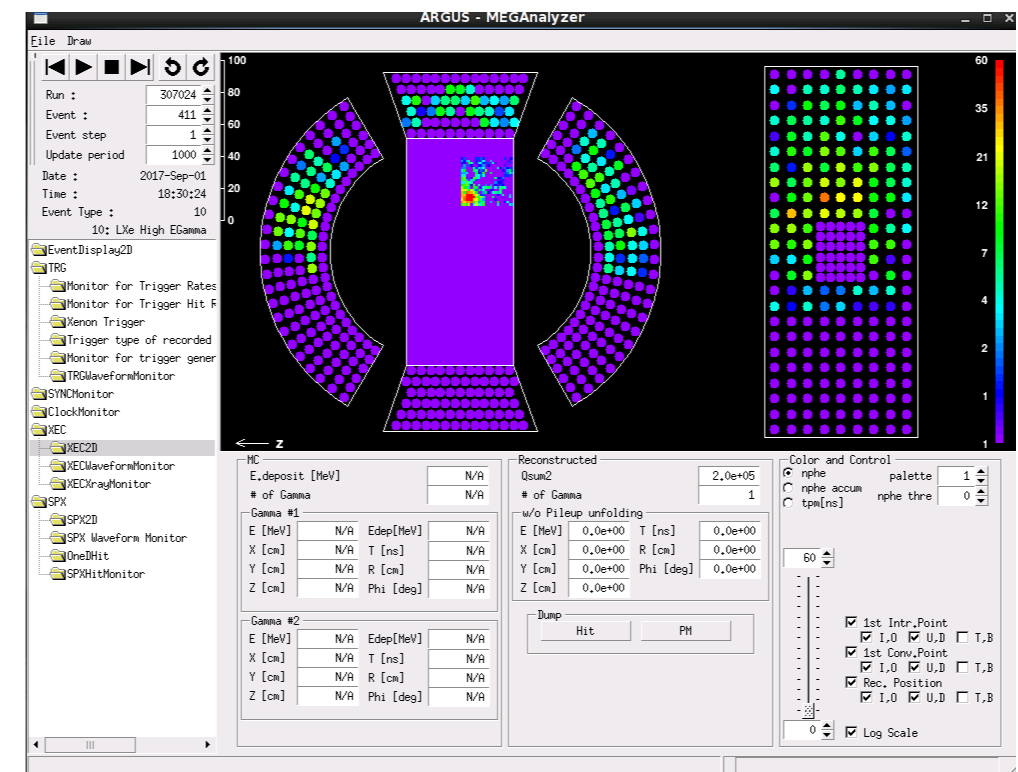 ARGUS - MEGAnalyzer
File Draw
Run : 307024
Event : 411
Event step 1
Update period 1000
Date : 2017-Sep-01
Time : 18:30:24
Event Type : 10
10: LXe High EGamma
EventDisplay2D
TRG
Monitor for Trigger Rates
Monitor for Trigger Hit R
Xenon Trigger
Trigger type of recorded
Monitor for trigger gener
TRGWaveformMonitor
SYNCMonitor
ClockMonitor
XEC
XEC2D
XECWaveformMonitor
XECXrayMonitor
SPX
SPX2D
SPX Waveform Monitor
OneDHit
SPXHitMonitor
100
80
60
40
20
0
Z
60
35
21
12
7
4
2
1
1
MC
E.deposit [MeV] N/A
# of Gamma N/A
Gamma #1
E [MeV] N/A Edep[MeV] N/A
X [cm] N/A T [ns] N/A
Y [cm] N/A R [cm] N/A
Z [cm] N/A Phi [deg] N/A
Gamma #2
E [MeV] N/A Edep[MeV] N/A
X [cm] N/A T [ns] N/A
Y [cm] N/A R [cm] N/A
Z [cm] N/A Phi [deg] N/A
Reconstructed
Qsum2 2.0e+05
# of Gamma 1
w/o Pileup unfolding
E [MeV] 0.0e+00 T [ns] 0.0e+00
X [cm] 0.0e+00 R [cm] 0.0e+00
Y [cm] 0.0e+00 Phi [deg] 0.0e+00
Z [cm] 0.0e+00
Dump
Hit PM
Color and Control
nphe palette 1
nphe accum nphe thre 0
tpm[ns]
60
1st Intr.Point
I,O U,D T,B
1st Conv.Point
I,O U,D T,B
Rec. Position
I,O U,D T,B
0 Log Scale